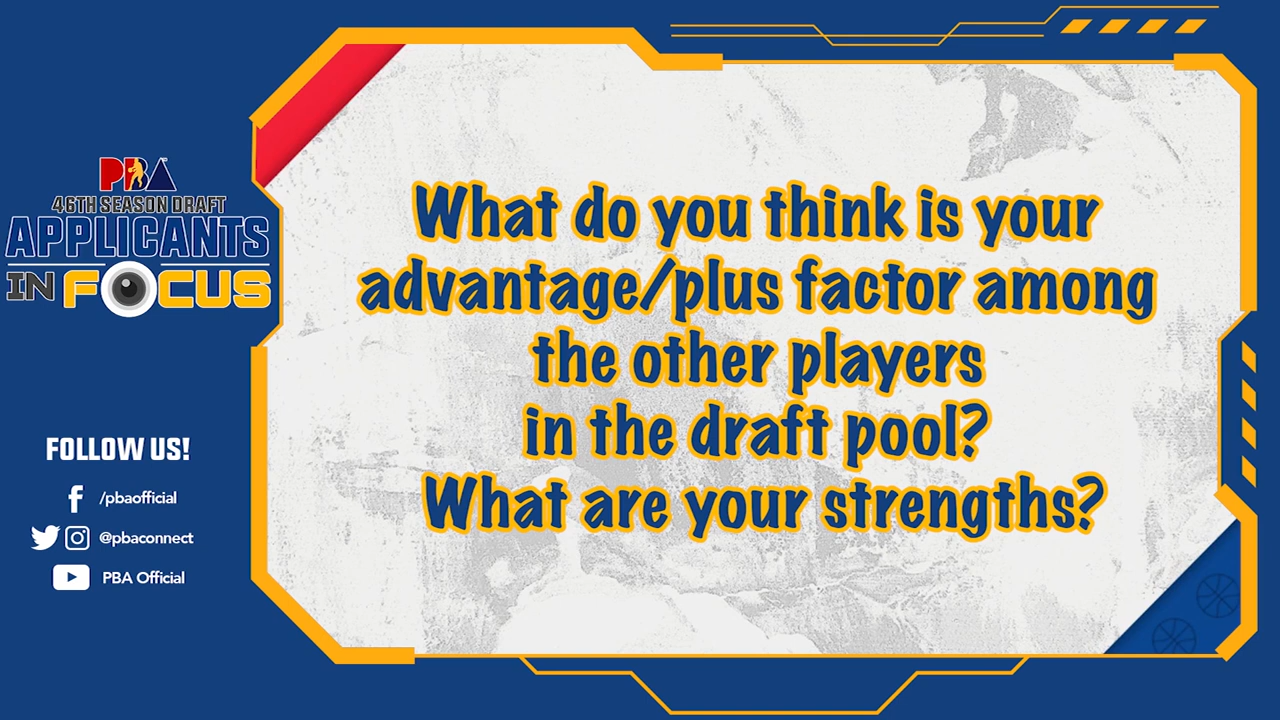 PBA
46TH SEASON DRAFT
APPLICANTS
IN FOCUS
FOLLOW US!
/pbaofficial
@pbaconnect
PBA Official
What do you think is your
advantage/plus factor among
the other players
in the draft pool?
What are your strengths?